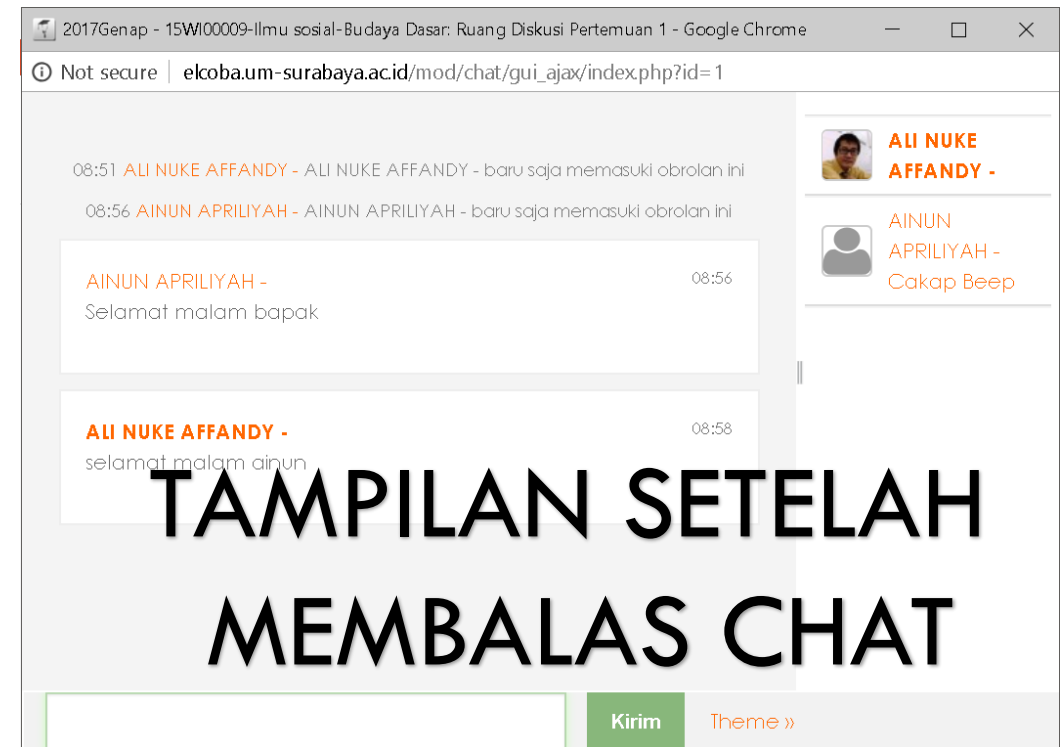 2017Genap - 15WI00009-Ilmu sosial-Budaya Dasar: Ruang Diskusi Pertemuan 1 - Google Chrome
Not secure | elcoba.um-surabaya.ac.id/mod/chat/gui_ajax/index.php?id=1
08:51 ALI NUKE AFFANDY - ALI NUKE AFFANDY - baru saja memasuki obrolan ini
08:56 AINUN APRILIYAH - AINUN APRILIYAH - baru saja memasuki obrolan ini
AINUN APRILIYAH - 08:56
Selamat malam bapak
ALI NUKE AFFANDY - 08:58
selamat malam ainun
TAMPILAN SETELAH
MEMBALAS CHAT
Kirim Theme »
ALI NUKE
AFFANDY -
AINUN
APRILIYAH -
Cakap Beep